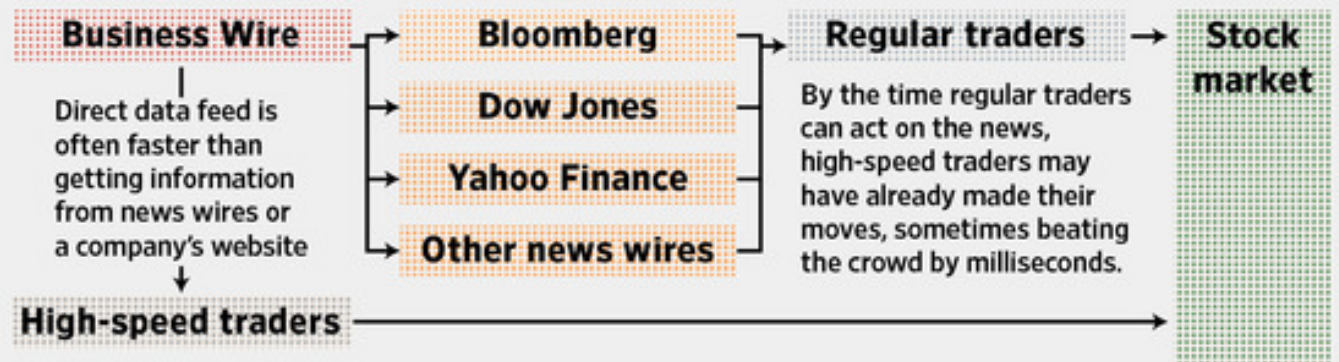 Business Wire
Direct data feed is
often faster than
getting information
from news wires or
a company's website
High-speed traders
Bloomberg
Dow Jones
Yahoo Finance
Other news wires
Regular traders
By the time regular traders
can act on the news,
high-speed traders may
have already made their
moves, sometimes beating
the crowd by milliseconds.
Stock
market